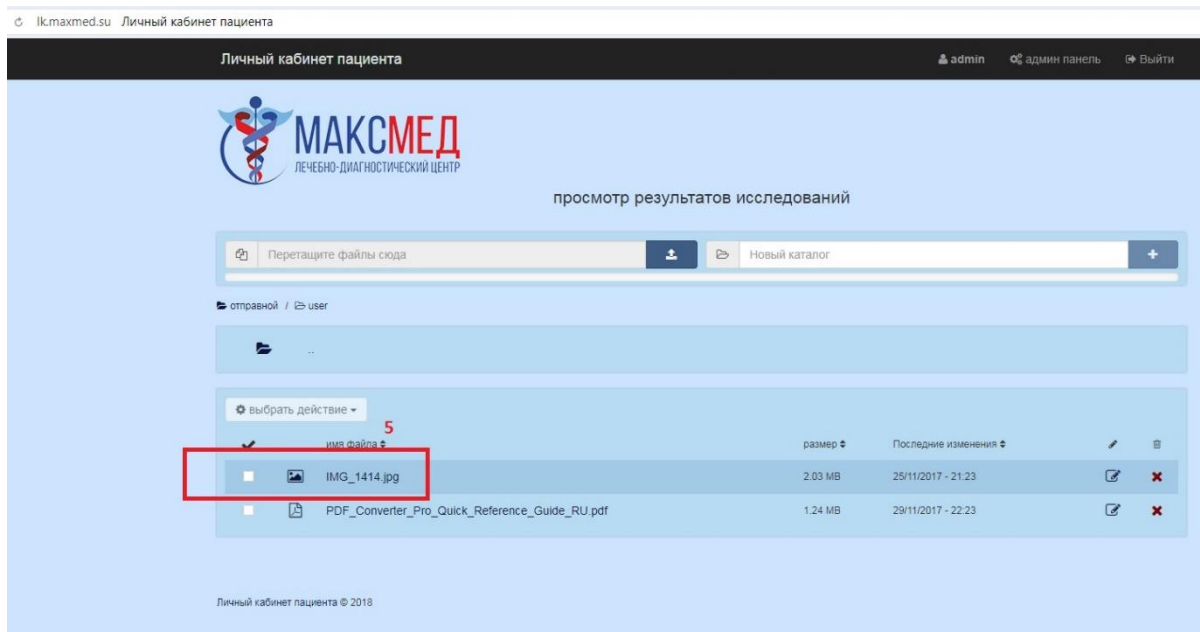 lk.maxmed.su Личный кабинет пациента
Личный кабинет пациента admin админ панель Выйти
МАКСМЕД
ЛЕЧЕБНО-ДИАГНОСТИЧЕСКИЙ ЦЕНТР
просмотр результатов исследований
Перетащите файлы сюда Новый каталог
отправной / user
..
выбрать действие
5
имя файла размер Последние изменения
IMG_1414.jpg 2.03 MB 25/11/2017 - 21:23
PDF_Converter_Pro_Quick_Reference_Guide_RU.pdf 1.24 MB 29/11/2017 - 22:23
Личный кабинет пациента © 2018